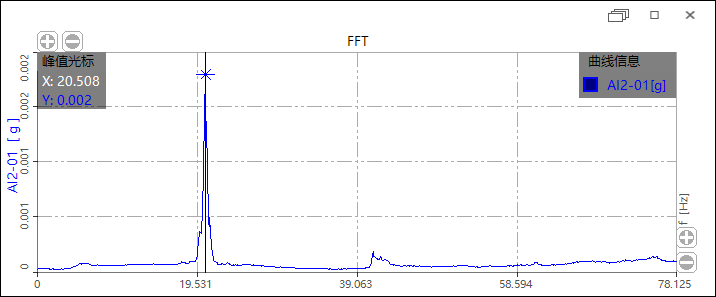 FFT
峰值光标
X: 20.508
Y: 0.002
曲线信息
AI2-01[g]
AI2-01 [g]
0.002
0.002
0.001
0.001
0
0
19.531
39.063
58.594
78.125
f [Hz]